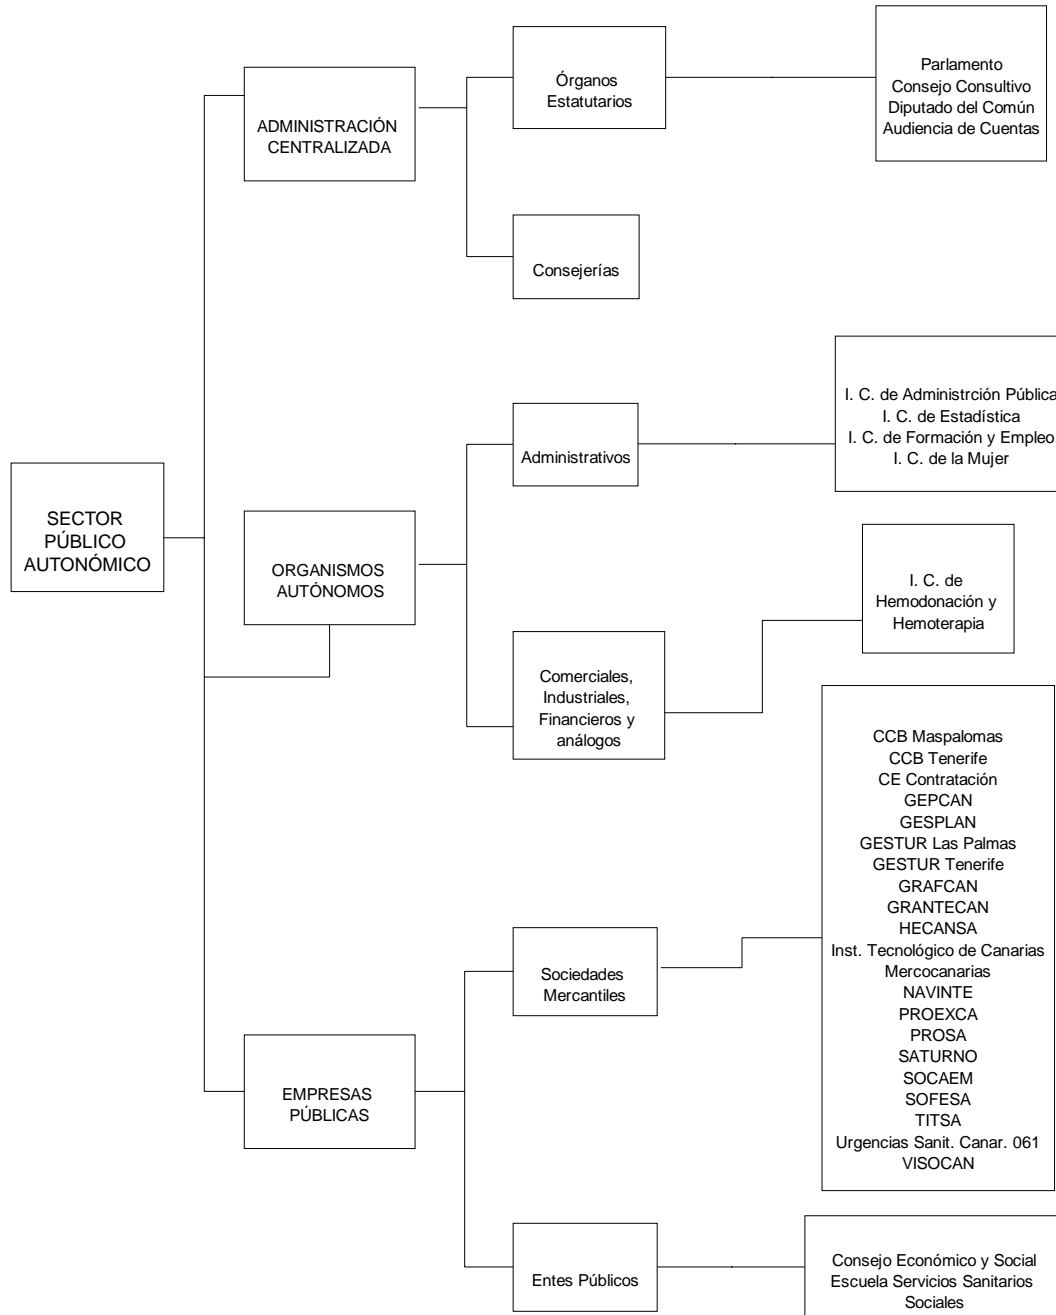 SECTOR
PÚBLICO
AUTONÓMICO
ADMINISTRACIÓN
CENTRALIZADA
Órganos
Estatutarios
Parlamento
Consejo Consultivo
Diputado del Común
Audiencia de Cuentas
Consejerías
ORGANISMOS
AUTÓNOMOS
Administrativos
I. C. de Administrción Pública
I. C. de Estadística
I. C. de Formación y Empleo
I. C. de la Mujer
Comerciales,
Industriales,
Financieros y
análogos
I. C. de
Hemodonación y
Hemoterapia
EMPRESAS
PÚBLICAS
Sociedades
Mercantiles
CCB Maspalomas
CCB Tenerife
CE Contratación
GEPCAN
GESPLAN
GESTUR Las Palmas
GESTUR Tenerife
GRAFCAN
GRANTECAN
HECANSA
Inst. Tecnológico de Canarias
Mercocanarias
NAVINTE
PROEXCA
PROSA
SATURNO
SOCAEM
SOFESA
TITSA
Urgencias Sanit. Canar. 061
VISOCAN
Entes Públicos
Consejo Económico y Social
Escuela Servicios Sanitarios
Sociales